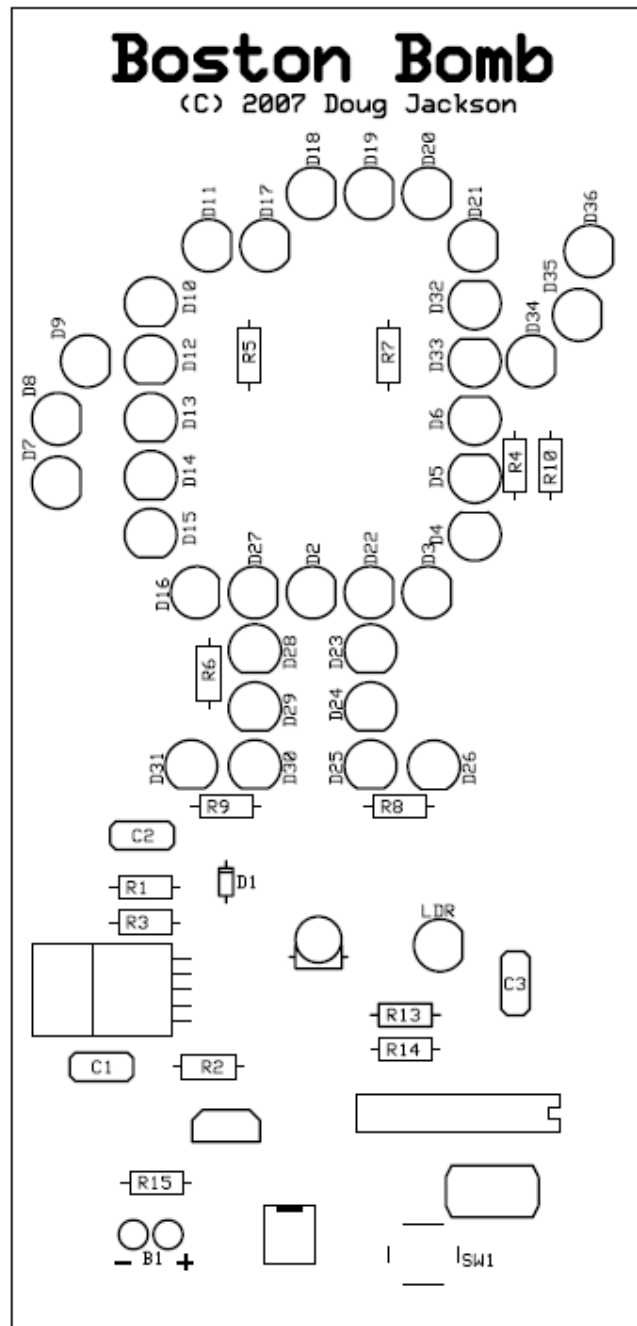 Boston Bomb
(C) 2007 Doug Jackson
D18 D19 D20
D11 D17 D21 D36
D10 D32 D35
D9 D12 R5 R7 D33 D34
D8 D13 D6
D7 D14 D5 R4 R10
D15 D4
D16 D27 D2 D22 D3
R6 D28 D23
D29 D24
D31 D30 D25 D26
R9 R8
C2
R1 D1
R3 LDR
C3
R13
C1 R2 R14
R15
- B1 + SW1